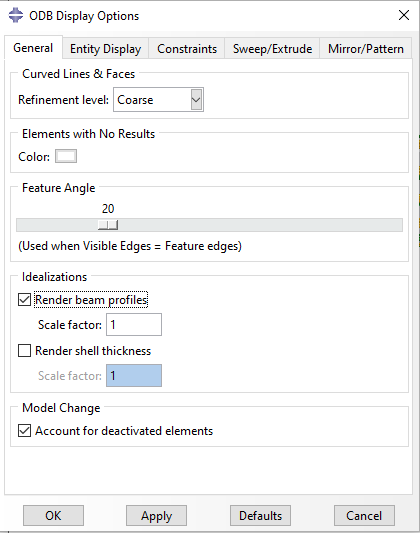 ODB Display Options
General Entity Display Constraints Sweep/Extrude Mirror/Pattern
Curved Lines & Faces
Refinement level: Coarse
Elements with No Results
Color:
Feature Angle
20
(Used when Visible Edges = Feature edges)
Idealizations
Render beam profiles
Scale factor: 1
Render shell thickness
Scale factor: 1
Model Change
Account for deactivated elements
OK Apply Defaults Cancel